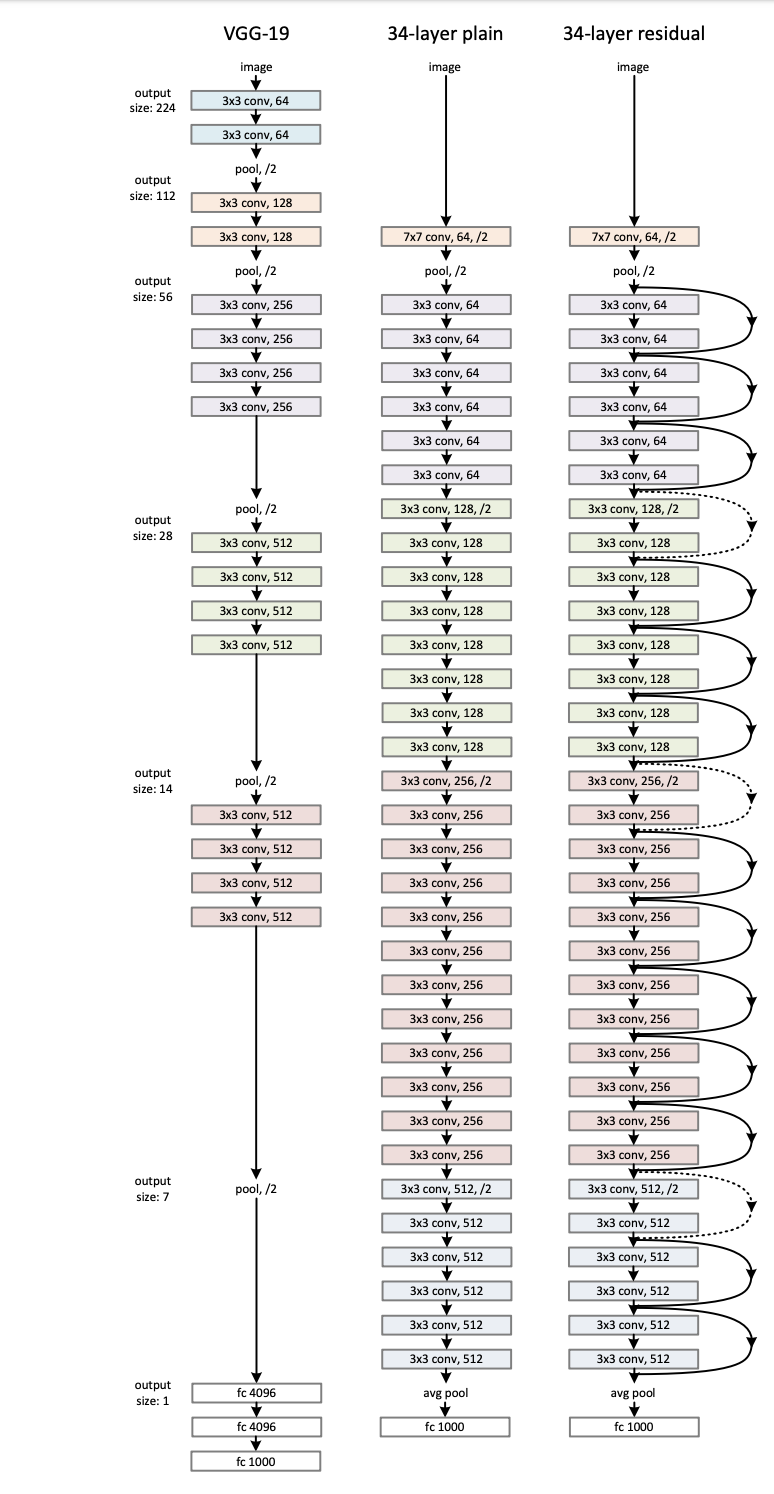 output
size: 224
output
size: 112
output
size: 56
output
size: 28
output
size: 14
output
size: 7
output
size: 1
VGG-19
image
3x3 conv, 64
3x3 conv, 64
pool, /2
3x3 conv, 128
3x3 conv, 128
pool, /2
3x3 conv, 256
3x3 conv, 256
3x3 conv, 256
3x3 conv, 256
pool, /2
3x3 conv, 512
3x3 conv, 512
3x3 conv, 512
3x3 conv, 512
pool, /2
3x3 conv, 512
3x3 conv, 512
3x3 conv, 512
3x3 conv, 512
pool, /2
fc 4096
fc 4096
fc 1000
34-layer plain
image
7x7 conv, 64, /2
pool, /2
3x3 conv, 64
3x3 conv, 64
3x3 conv, 64
3x3 conv, 64
3x3 conv, 64
3x3 conv, 64
3x3 conv, 128, /2
3x3 conv, 128
3x3 conv, 128
3x3 conv, 128
3x3 conv, 128
3x3 conv, 128
3x3 conv, 128
3x3 conv, 128
3x3 conv, 256, /2
3x3 conv, 256
3x3 conv, 256
3x3 conv, 256
3x3 conv, 256
3x3 conv, 256
3x3 conv, 256
3x3 conv, 256
3x3 conv, 256
3x3 conv, 256
3x3 conv, 256
3x3 conv, 256
3x3 conv, 512, /2
3x3 conv, 512
3x3 conv, 512
3x3 conv, 512
3x3 conv, 512
3x3 conv, 512
avg pool
fc 1000
34-layer residual
image
7x7 conv, 64, /2
pool, /2
3x3 conv, 64
3x3 conv, 64
3x3 conv, 64
3x3 conv, 64
3x3 conv, 64
3x3 conv, 64
3x3 conv, 128, /2
3x3 conv, 128
3x3 conv, 128
3x3 conv, 128
3x3 conv, 128
3x3 conv, 128
3x3 conv, 128
3x3 conv, 128
3x3 conv, 256, /2
3x3 conv, 256
3x3 conv, 256
3x3 conv, 256
3x3 conv, 256
3x3 conv, 256
3x3 conv, 256
3x3 conv, 256
3x3 conv, 256
3x3 conv, 256
3x3 conv, 256
3x3 conv, 256
3x3 conv, 512, /2
3x3 conv, 512
3x3 conv, 512
3x3 conv, 512
3x3 conv, 512
3x3 conv, 512
avg pool
fc 1000